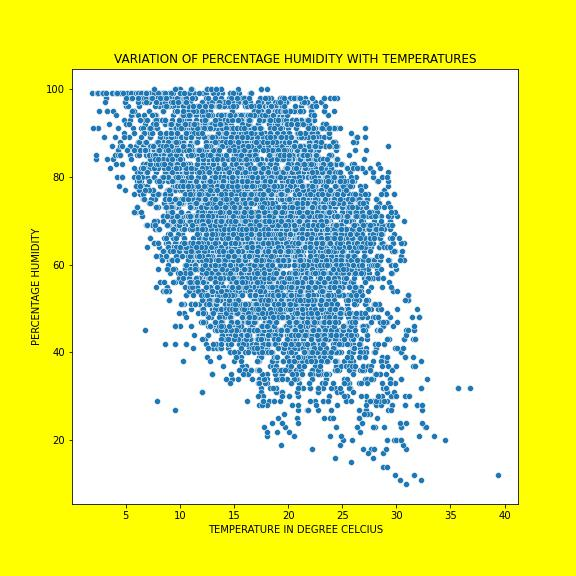 VARIATION OF PERCENTAGE HUMIDITY WITH TEMPERATURES
100
80
60
40
20
PERCENTAGE HUMIDITY
5 10 15 20 25 30 35 40
TEMPERATURE IN DEGREE CELCIUS